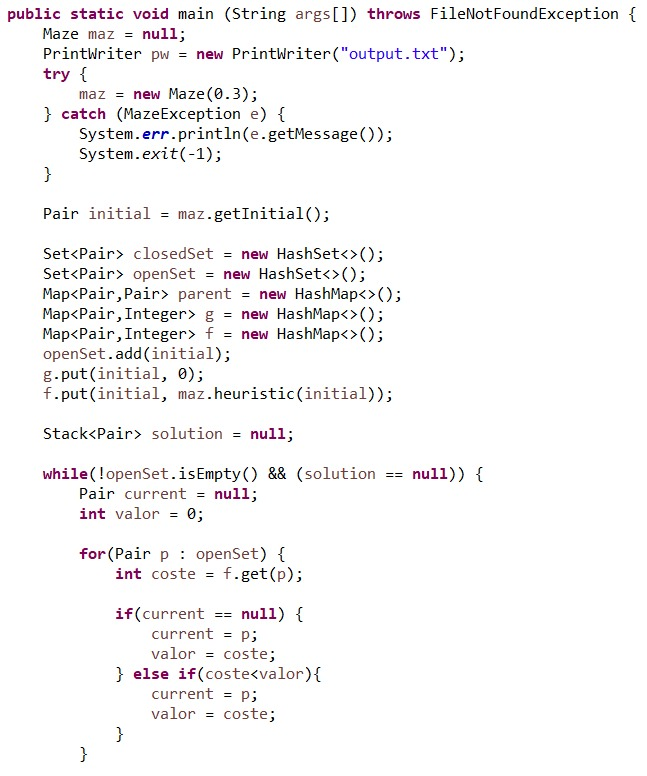 public static void main (String args[]) throws FileNotFoundException {
    Maze maz = null;
    PrintWriter pw = new PrintWriter("output.txt");
    try {
        maz = new Maze(0.3);
    } catch (MazeException e) {
        System.err.println(e.getMessage());
        System.exit(-1);
    }

    Pair initial = maz.getInitial();

    Set<Pair> closedSet = new HashSet<>();
    Set<Pair> openSet = new HashSet<>();
    Map<Pair,Pair> parent = new HashMap<>();
    Map<Pair,Integer> g = new HashMap<>();
    Map<Pair,Integer> f = new HashMap<>();
    openSet.add(initial);
    g.put(initial, 0);
    f.put(initial, maz.heuristic(initial));

    Stack<Pair> solution = null;

    while(!openSet.isEmpty() && (solution == null)) {
        Pair current = null;
        int valor = 0;

        for(Pair p : openSet) {
            int coste = f.get(p);

            if(current == null) {
                current = p;
                valor = coste;
            } else if(coste<valor){
                current = p;
                valor = coste;
            }
        }